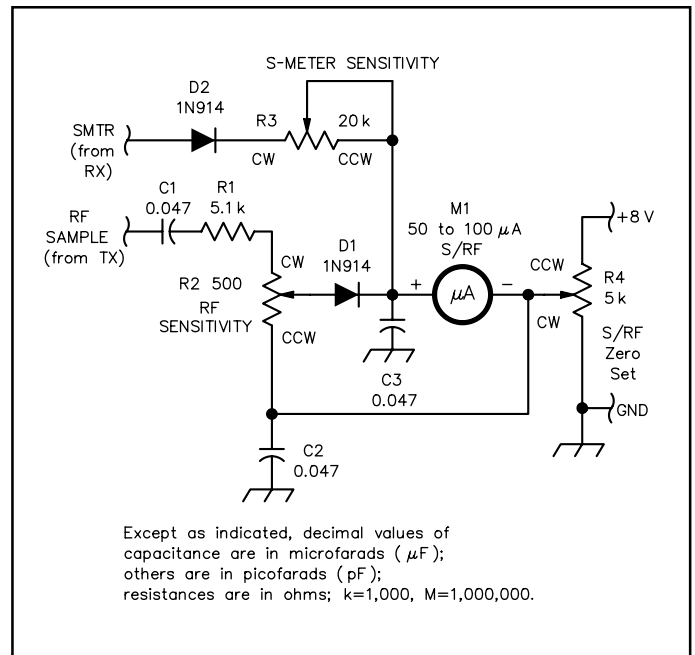 S-METER SENSITIVITY
D2
1N914
R3
20 k
SMTR
(from
RX)
CW
CCW
C1
0.047
R1
5.1 k
RF
SAMPLE
(from TX)
M1
50 to 100 μA
S/RF
+8 V
D1
1N914
CW
CCW
R4
5 k
R2 500
RF
SENSITIVITY
+
μA
−
CW
CCW
S/RF
Zero
Set
C3
0.047
GND
C2
0.047
Except as indicated, decimal values of
capacitance are in microfarads ( μF);
others are in picofarads (pF);
resistances are in ohms; k=1,000, M=1,000,000.